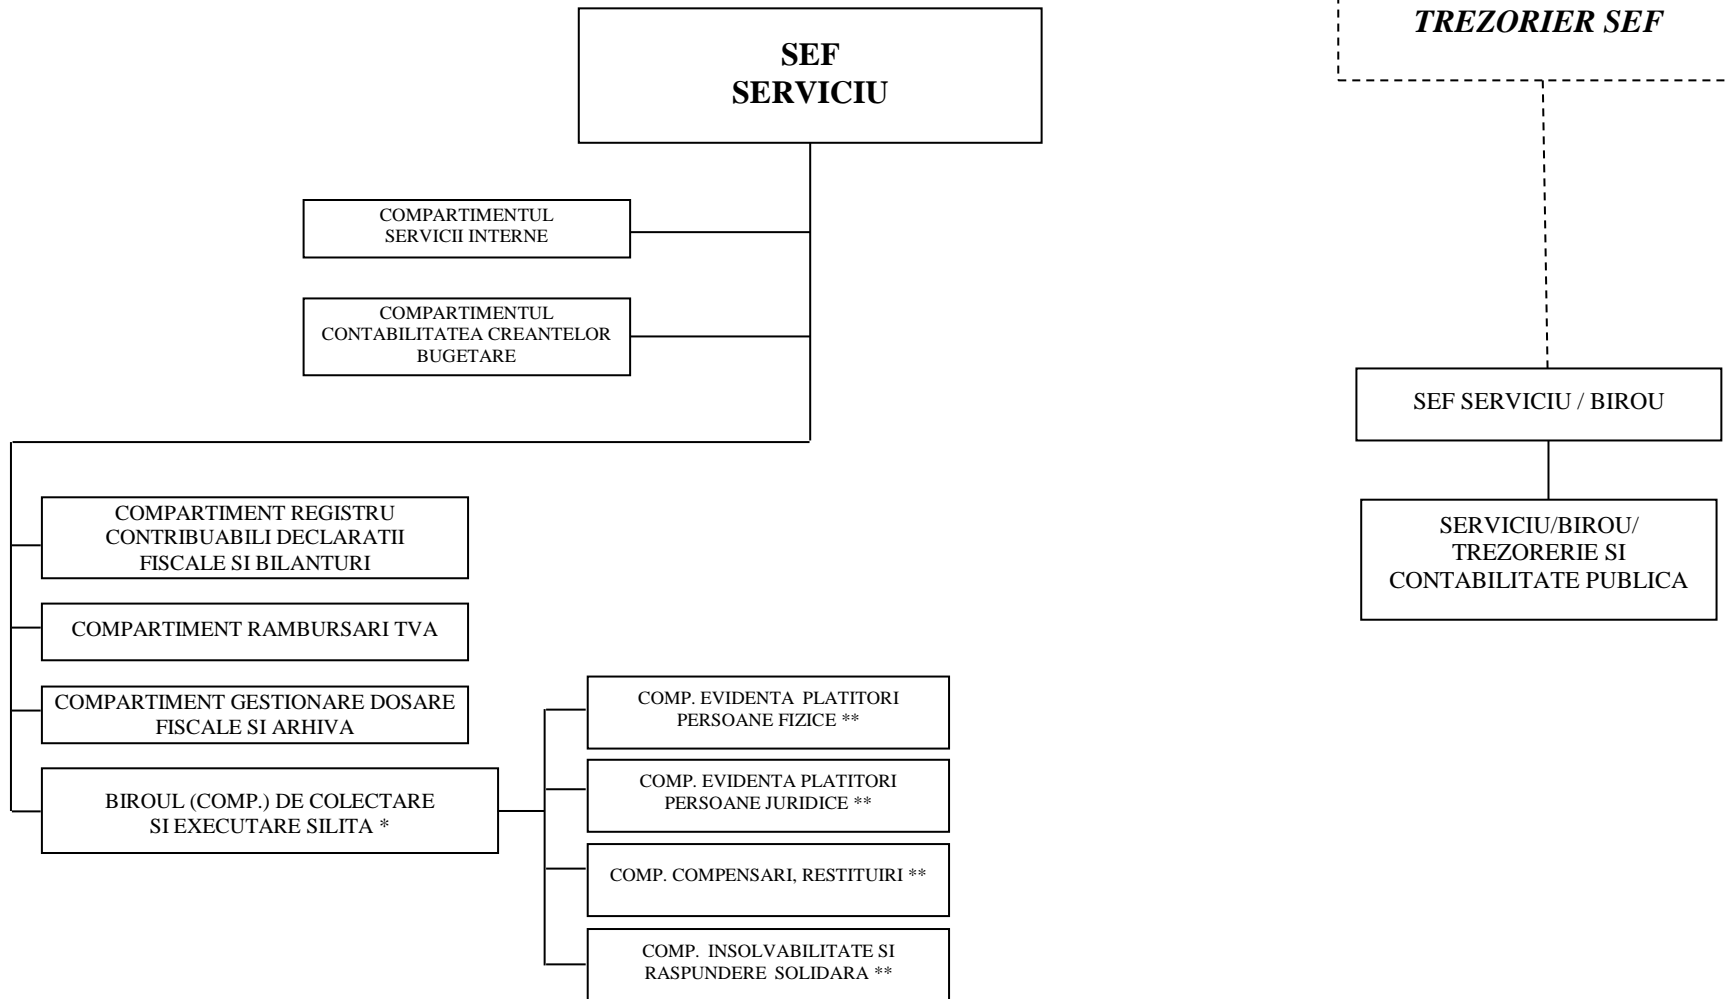 SEF
SERVICIU
TREZORIER SEF
COMPARTIMENTUL
SERVICII INTERNE
COMPARTIMENTUL
CONTABILITATEA CREANTELOR
BUGETARE
SEF SERVICIU / BIROU
SERVICIU/BIROU/
TREZORERIE SI
CONTABILITATE PUBLICA
COMPARTIMENT REGISTRU
CONTRIBUABILI DECLARATII
FISCALE SI BILANTURI
COMPARTIMENT RAMBURSARI TVA
COMPARTIMENT GESTIONARE DOSARE
FISCALE SI ARHIVA
BIROUL (COMP.) DE COLECTARE
SI EXECUTARE SILITA *
COMP. EVIDENTA PLATITORI
PERSOANE FIZICE **
COMP. EVIDENTA PLATITORI
PERSOANE JURIDICE **
COMP. COMPENSARI, RESTITUIRI **
COMP. INSOLVABILITATE SI
RASPUNDERE SOLIDARA **